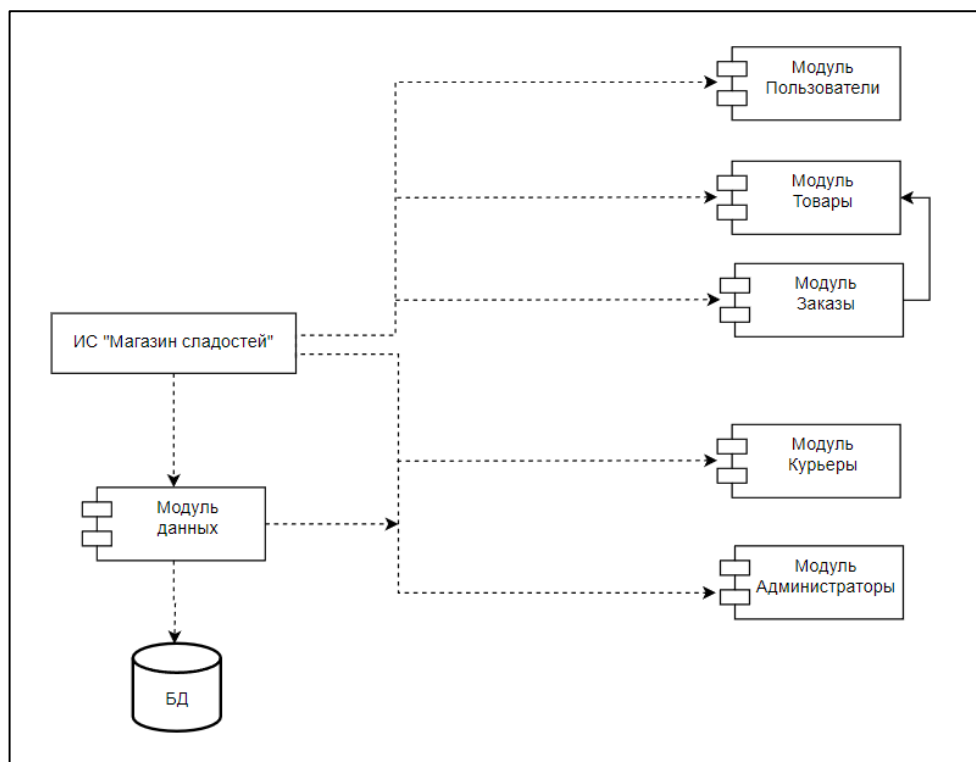 Модуль
Пользователи
Модуль
Товары
Модуль
Заказы
ИС "Магазин сладостей"
Модуль
Курьеры
Модуль
данных
Модуль
Администраторы
БД